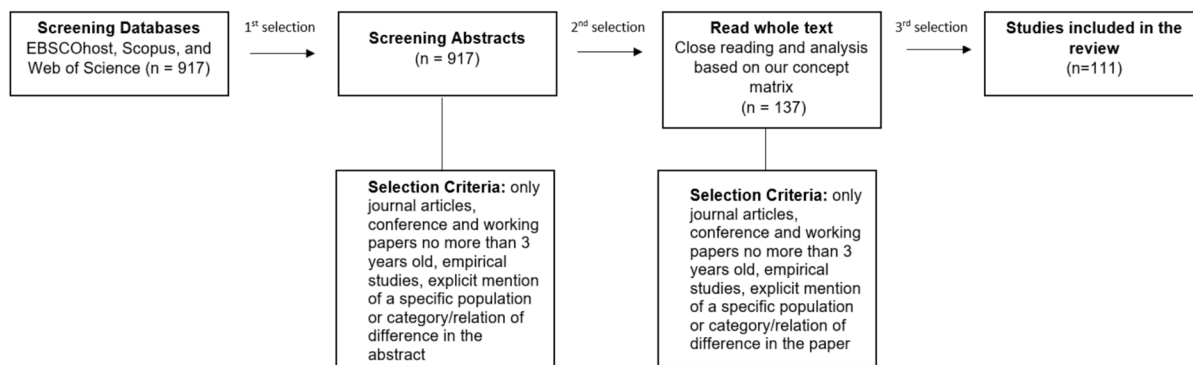 Screening Databases
EBSCOhost, Scopus, and
Web of Science (n = 917)
1st selection
Screening Abstracts
(n = 917)
2nd selection
Read whole text
Close reading and analysis
based on our concept
matrix
(n = 137)
3rd selection
Studies included in the
review
(n=111)
Selection Criteria: only
journal articles,
conference and working
papers no more than 3
years old, empirical
studies, explicit mention
of a specific population
or category/relation of
difference in the
abstract
Selection Criteria: only
journal articles,
conference and working
papers no more than 3
years old, empirical
studies, explicit mention
of a specific population
or category/relation of
difference in the paper